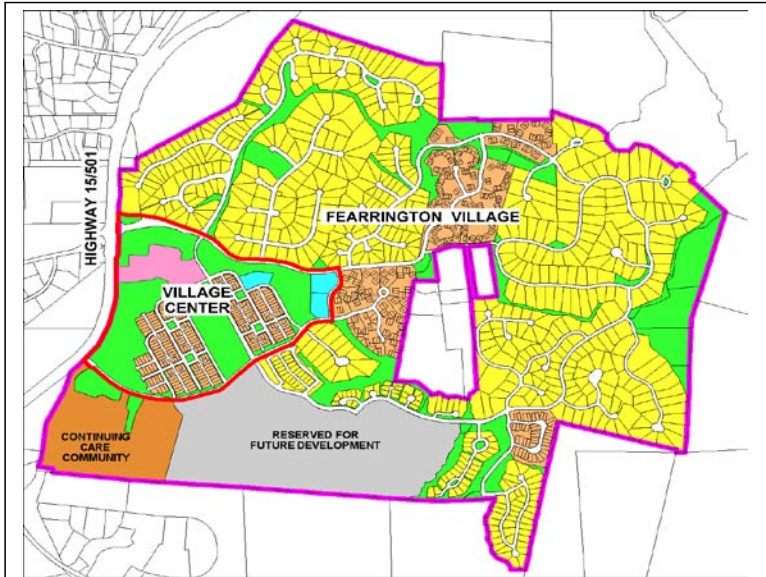 HIGHWAY 15/501
FEARRINGTON VILLAGE
VILLAGE
CENTER
CONTINUING
CARE
COMMUNITY
RESERVED FOR
FUTURE DEVELOPMENT